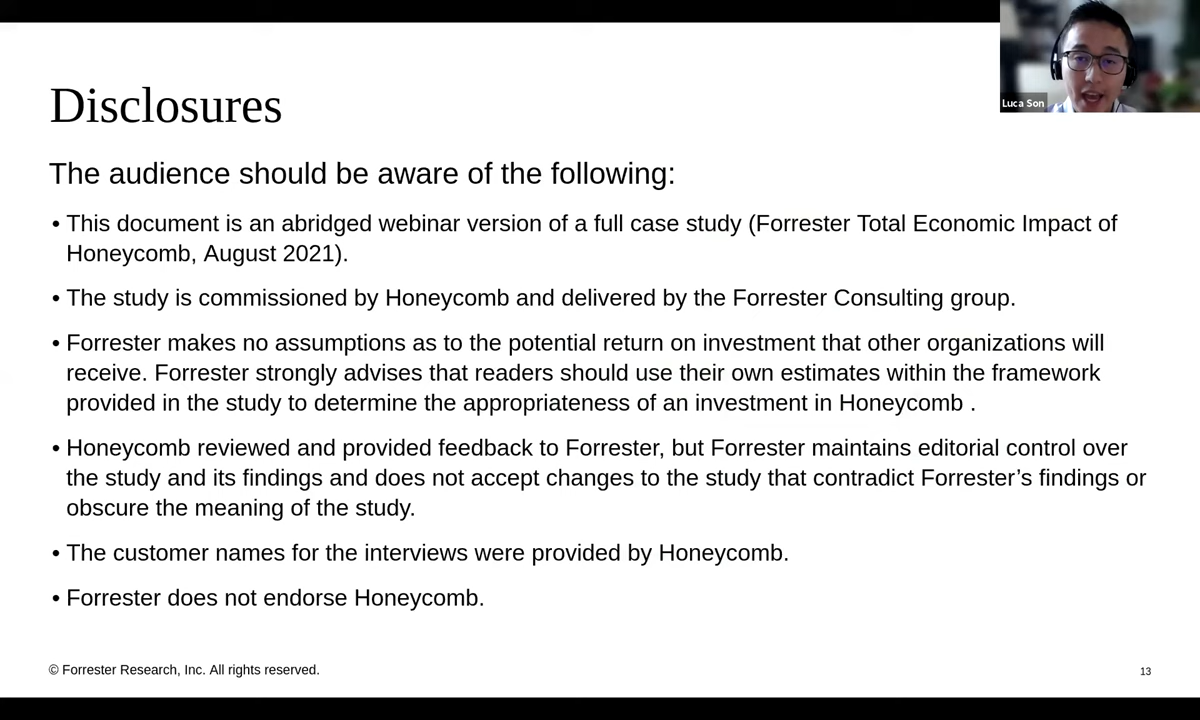 Luca Son
Disclosures
The audience should be aware of the following:
• This document is an abridged webinar version of a full case study (Forrester Total Economic Impact of
Honeycomb, August 2021).
• The study is commissioned by Honeycomb and delivered by the Forrester Consulting group.
• Forrester makes no assumptions as to the potential return on investment that other organizations will
receive. Forrester strongly advises that readers should use their own estimates within the framework
provided in the study to determine the appropriateness of an investment in Honeycomb .
• Honeycomb reviewed and provided feedback to Forrester, but Forrester maintains editorial control over
the study and its findings and does not accept changes to the study that contradict Forrester’s findings or
obscure the meaning of the study.
• The customer names for the interviews were provided by Honeycomb.
• Forrester does not endorse Honeycomb.
© Forrester Research, Inc. All rights reserved.
13